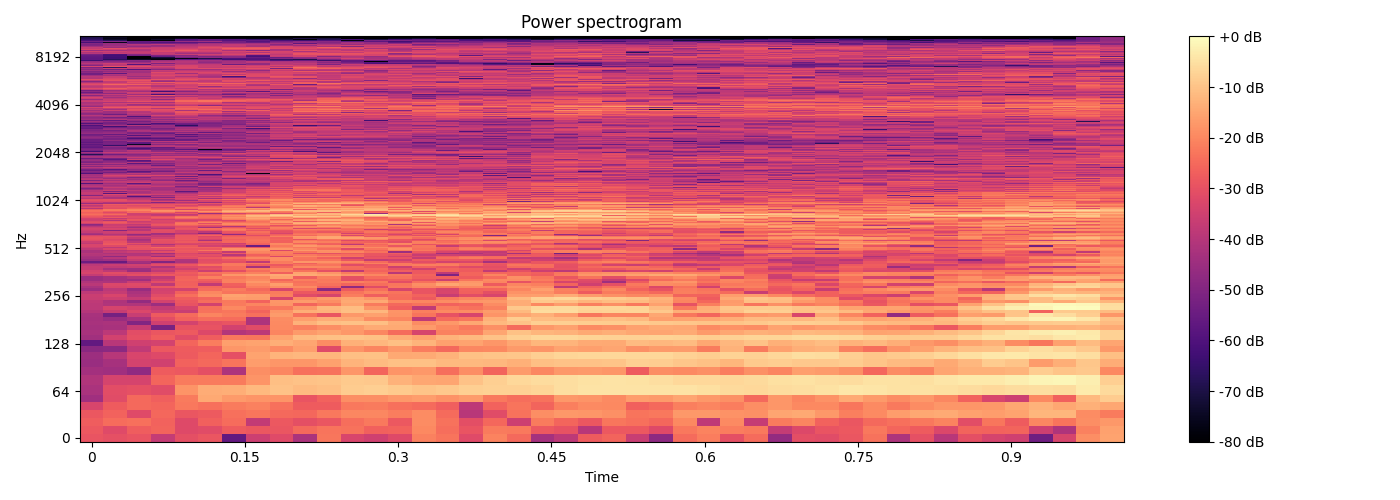 Power spectrogram
Hz
8192
4096
2048
1024
512
256
128
64
0
0 0.15 0.3 0.45 0.6 0.75 0.9
Time
+0 dB
-10 dB
-20 dB
-30 dB
-40 dB
-50 dB
-60 dB
-70 dB
-80 dB